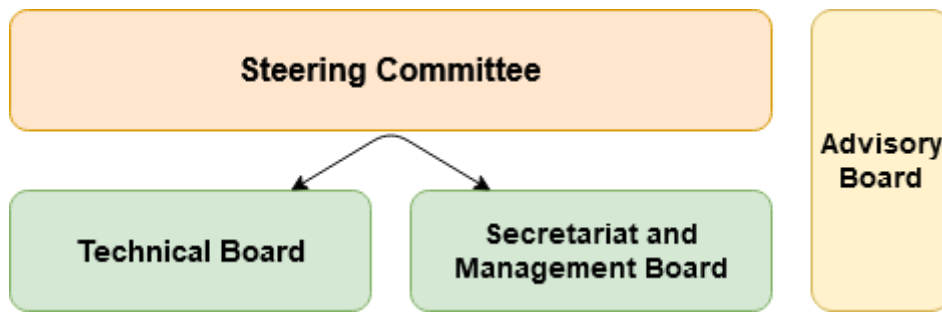 Steering Committee
Advisory
Board
Technical Board
Secretariat and
Management Board